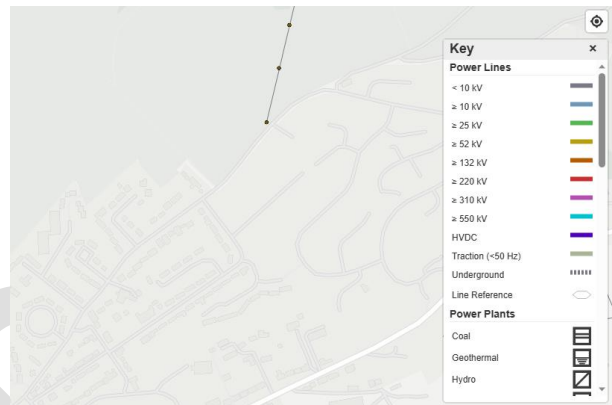 Key ×
Power Lines
< 10 kV
≥ 10 kV
≥ 25 kV
≥ 52 kV
≥ 132 kV
≥ 220 kV
≥ 310 kV
≥ 550 kV
HVDC
Traction (<50 Hz)
Underground
Line Reference
Power Plants
Coal
Geothermal
Hydro